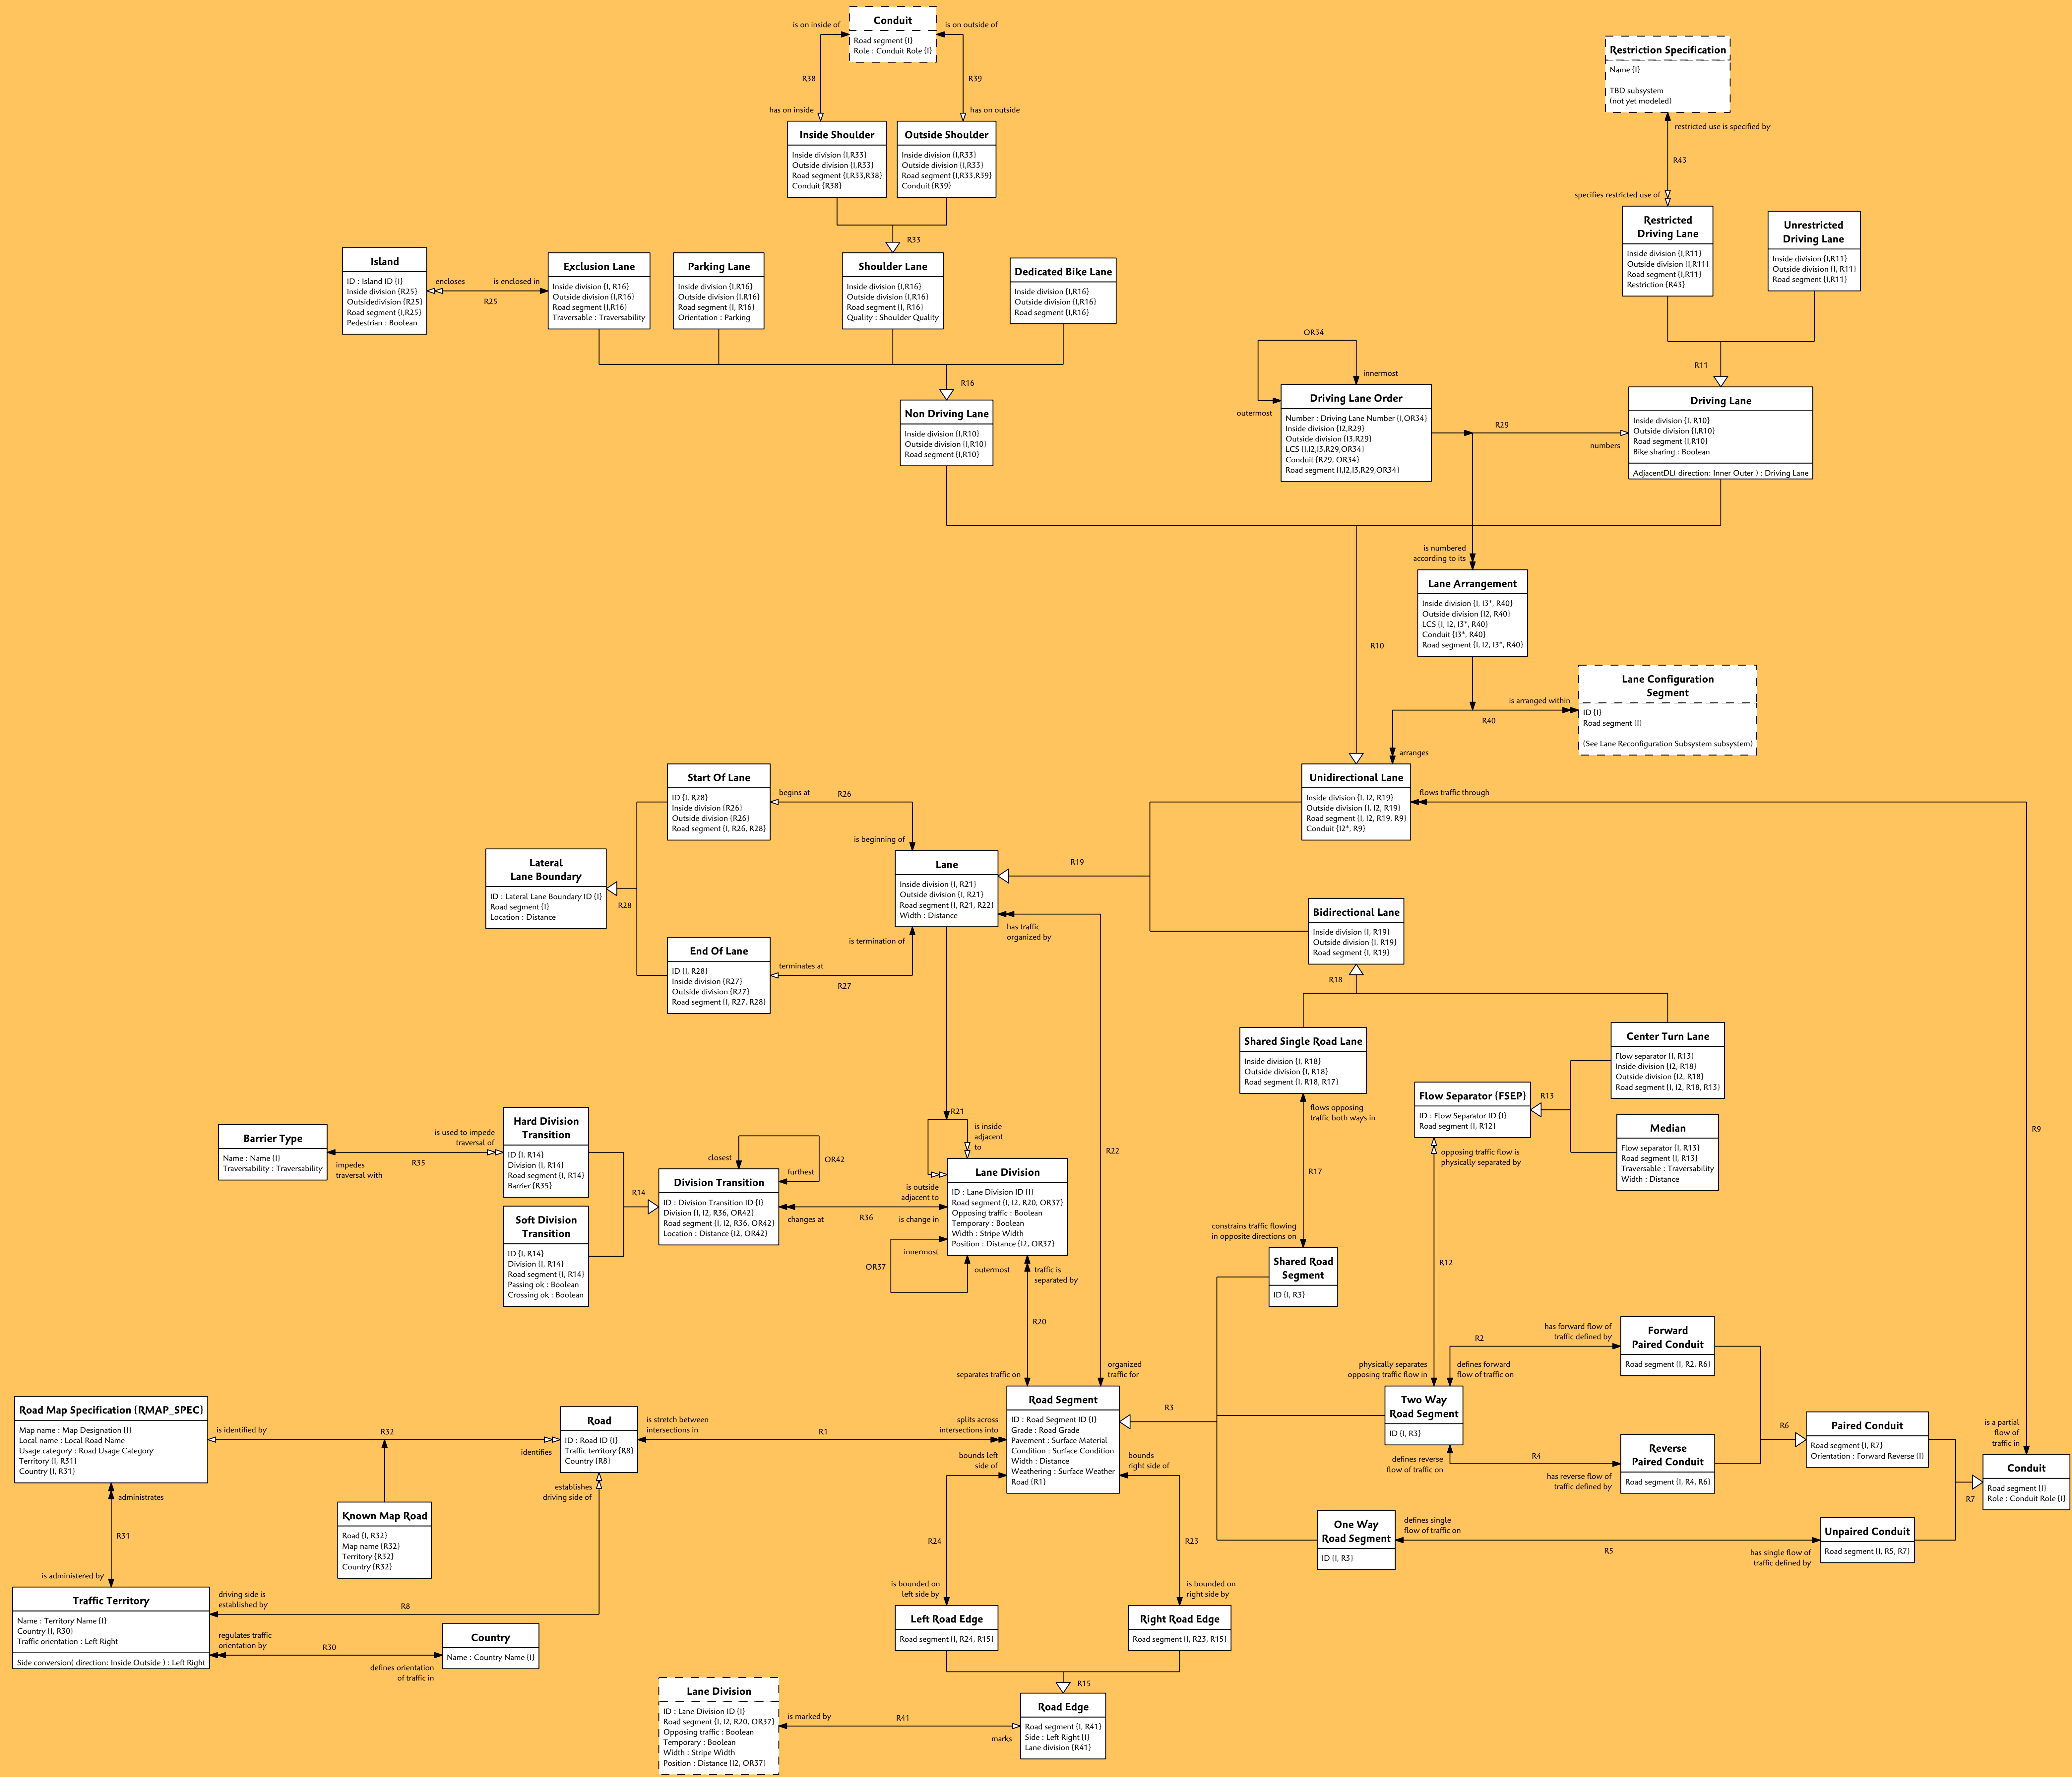 is on inside of
Conduit
is on outside of
Road segment {I}
Role : Conduit Role {I}
R38
R39
has on inside
has on outside
Inside Shoulder
Inside division {I,R33}
Outside division {I,R33}
Road segment {I,R33,R38}
Conduit {R38}
Outside Shoulder
Inside division {I,R33}
Outside division {I,R33}
Road segment {I,R33,R39}
Conduit {R39}
R33
Restriction Specification
Name {I}
TBD subsystem
(not yet modeled)
restricted use is specified by
R43
specifies restricted use of
Restricted
Driving Lane
Inside division {I,R11}
Outside division {I,R11}
Road segment {I,R11}
Restriction {R43}
Unrestricted
Driving Lane
Inside division {I,R11}
Outside division {I, R11}
Road segment {I,R11}
R11
Island
ID : Island ID {I}
Inside division {R25}
Outsidedivision {R25}
Road segment {I,R25}
Pedestrian : Boolean
encloses
is enclosed in
R25
Exclusion Lane
Inside division {I, R16}
Outside division {I,R16}
Road segment {I,R16}
Traversable : Traversability
Parking Lane
Inside division {I,R16}
Outside division {I,R16}
Road segment {I, R16}
Orientation : Parking
Shoulder Lane
Inside division {I,R16}
Outside division {I,R16}
Road segment {I, R16}
Quality : Shoulder Quality
Dedicated Bike Lane
Inside division {I,R16}
Outside division {I,R16}
Road segment {I,R16}
R16
Non Driving Lane
Inside division {I,R10}
Outside division {I,R10}
Road segment {I,R10}
OR34
innermost
outermost
Driving Lane Order
Number : Driving Lane Number {I,OR34}
Inside division {I2,R29}
Outside division {I3,R29}
LCS {I,I2,I3,R29,OR34}
Conduit {R29, OR34}
Road segment {I,I2,I3,R29,OR34}
R29
numbers
Driving Lane
Inside division {I, R10}
Outside division {I,R10}
Road segment {I,R10}
Bike sharing : Boolean
AdjacentDL( direction: Inner Outer ) : Driving Lane
is numbered
according to its
Lane Arrangement
Inside division {I, I3*, R40}
Outside division {I2, R40}
LCS {I, I2, I3*, R40}
Conduit {I3*, R40}
Road segment {I, I2, I3*, R40}
R10
Lane Configuration
Segment
ID {I}
Road segment {I}
(See Lane Reconfiguration Subsystem subsystem)
is arranged within
R40
arranges
Unidirectional Lane
Inside division {I, I2, R19}
Outside division {I, I2, R19}
Road segment {I, I2, R19, R9}
Conduit {I2*, R9}
flows traffic through
Start Of Lane
ID {I, R28}
Inside division {R26}
Outside division {R26}
Road segment {I, R26, R28}
begins at
R26
is beginning of
Lateral
Lane Boundary
ID : Lateral Lane Boundary ID {I}
Road segment {I}
Location : Distance
R28
Lane
Inside division {I, R21}
Outside division {I, R21}
Road segment {I, R21, R22}
Width : Distance
R19
has traffic
organized by
is termination of
End Of Lane
ID {I, R28}
Inside division {R27}
Outside division {R27}
Road segment {I, R27, R28}
terminates at
R27
Bidirectional Lane
Inside division {I, R19}
Outside division {I, R19}
Road segment {I, R19}
R18
Shared Single Road Lane
Inside division {I, R18}
Outside division {I, R18}
Road segment {I, R18, R17}
Center Turn Lane
Flow separator {I, R13}
Inside division {I2, R18}
Outside division {I2, R18}
Road segment {I, I2, R18, R13}
Flow Separator (FSEP)
ID : Flow Separator ID {I}
Road segment {I, R12}
R13
Median
Flow separator {I, R13}
Road segment {I, R13}
Traversable : Traversability
Width : Distance
flows opposing
traffic both ways in
opposing traffic flow is
physically separated by
R9
R17
R22
R12
Barrier Type
Name : Name {I}
Traversability : Traversability
is used to impede
traversal of
R35
impedes
traversal with
Hard Division
Transition
ID {I, R14}
Division {I, R14}
Road segment {I, R14}
Barrier {R35}
Soft Division
Transition
ID {I, R14}
Division {I, R14}
Road segment {I, R14}
Passing ok : Boolean
Crossing ok : Boolean
R14
closest
furthest
OR42
Division Transition
ID : Division Transition ID {I}
Division {I, I2, R36, OR42}
Road segment {I, I2, R36, OR42}
Location : Distance {I2, OR42}
changes at
R36
is change in
R21
is inside
adjacent
to
is outside
adjacent to
Lane Division
ID : Lane Division ID {I}
Road segment {I, I2, R20, OR37}
Opposing traffic : Boolean
Temporary : Boolean
Width : Stripe Width
Position : Distance {I2, OR37}
innermost
OR37
outermost
traffic is
separated by
R20
separates traffic on
organized
traffic for
constrains traffic flowing
in opposite directions on
Shared Road
Segment
ID {I, R3}
Road Segment
ID : Road Segment ID {I}
Grade : Road Grade
Pavement : Surface Material
Condition : Surface Condition
Width : Distance
Weathering : Surface Weather
Road {R1}
R3
physically separates
opposing traffic flow in
defines forward
flow of traffic on
R2
has forward flow of
traffic defined by
Forward
Paired Conduit
Road segment {I, R2, R6}
Two Way
Road Segment
ID {I, R3}
defines reverse
flow of traffic on
R4
has reverse flow of
traffic defined by
Reverse
Paired Conduit
Road segment {I, R4, R6}
R6
Paired Conduit
Road segment {I, R7}
Orientation : Forward Reverse {I}
is a partial
flow of
traffic in
Conduit
Road segment {I}
Role : Conduit Role {I}
R7
One Way
Road Segment
ID {I, R3}
defines single
flow of traffic on
R5
has single flow of
traffic defined by
Unpaired Conduit
Road segment {I, R5, R7}
Road Map Specification (RMAP_SPEC)
Map name : Map Designation {I}
Local name : Local Road Name
Usage category : Road Usage Category
Territory {I, R31}
Country {I, R31}
is identified by
R32
identifies
Road
ID : Road ID {I}
Traffic territory {R8}
Country {R8}
is stretch between
intersections in
R1
splits across
intersections into
establishes
driving side of
administrates
R31
is administered by
Known Map Road
Road {I, R32}
Map name {R32}
Territory {R32}
Country {R32}
Traffic Territory
Name : Territory Name {I}
Country {I, R30}
Traffic orientation : Left Right
Side conversion( direction: Inside Outside ) : Left Right
driving side is
established by
R8
regulates traffic
orientation by
R30
defines orientation
of traffic in
Country
Name : Country Name {I}
bounds left
side of
bounds
right side of
R24
R23
is bounded on
left side by
is bounded on
right side by
Left Road Edge
Road segment {I, R24, R15}
Right Road Edge
Road segment {I, R23, R15}
R15
Lane Division
ID : Lane Division ID {I}
Road segment {I, I2, R20, OR37}
Opposing traffic : Boolean
Temporary : Boolean
Width : Stripe Width
Position : Distance {I2, OR37}
is marked by
R41
marks
Road Edge
Road segment {I, R41}
Side : Left Right {I}
Lane division {R41}